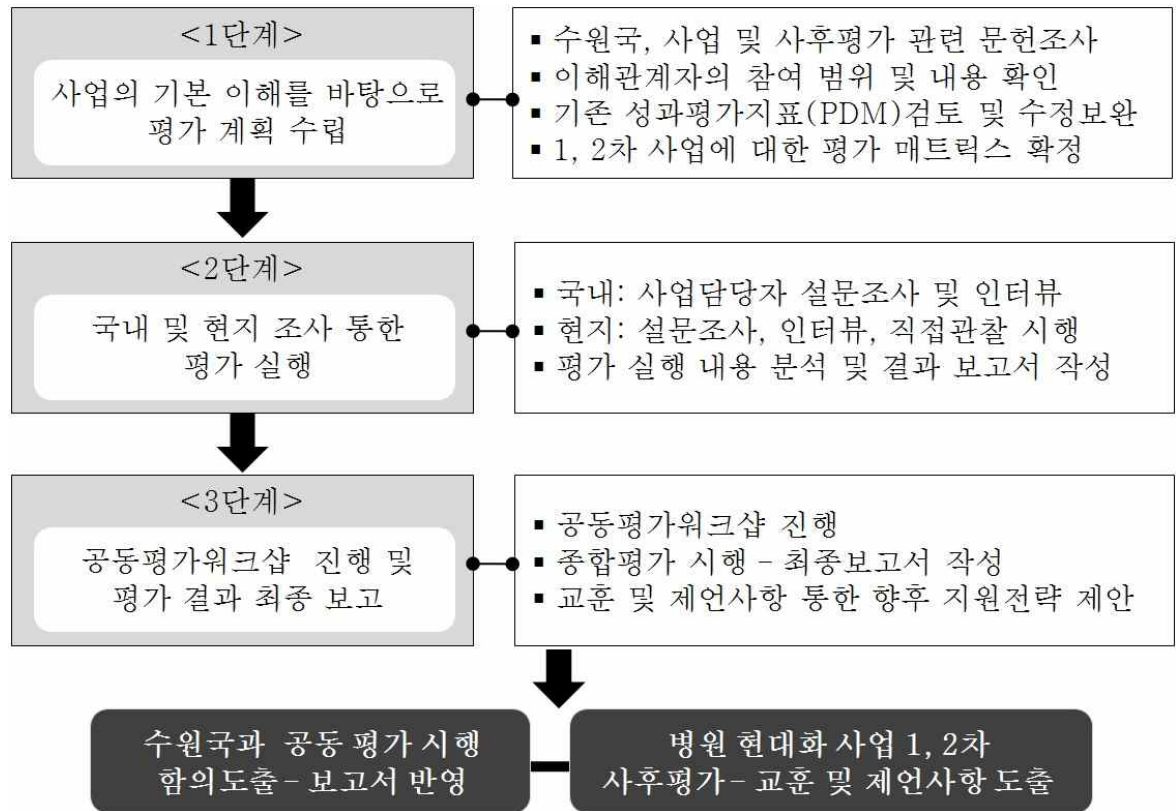 <1단계>
사업의 기본 이해를 바탕으로
평가 계획 수립
▪ 수원국, 사업 및 사후평가 관련 문헌조사
▪ 이해관계자의 참여 범위 및 내용 확인
▪ 기존 성과평가지표(PDM)검토 및 수정보완
▪ 1, 2차 사업에 대한 평가 매트릭스 확정
<2단계>
국내 및 현지 조사 통한
평가 실행
▪ 국내: 사업담당자 설문조사 및 인터뷰
▪ 현지: 설문조사, 인터뷰, 직접관찰 시행
▪ 평가 실행 내용 분석 및 결과 보고서 작성
<3단계>
공동평가워크샵 진행 및
평가 결과 최종 보고
▪ 공동평가워크샵 진행
▪ 종합평가 시행 – 최종보고서 작성
▪ 교훈 및 제언사항 통한 향후 지원전략 제안
수원국과 공동 평가 시행
함의도출 – 보고서 반영
병원 현대화 사업 1, 2차
사후평가 – 교훈 및 제언사항 도출